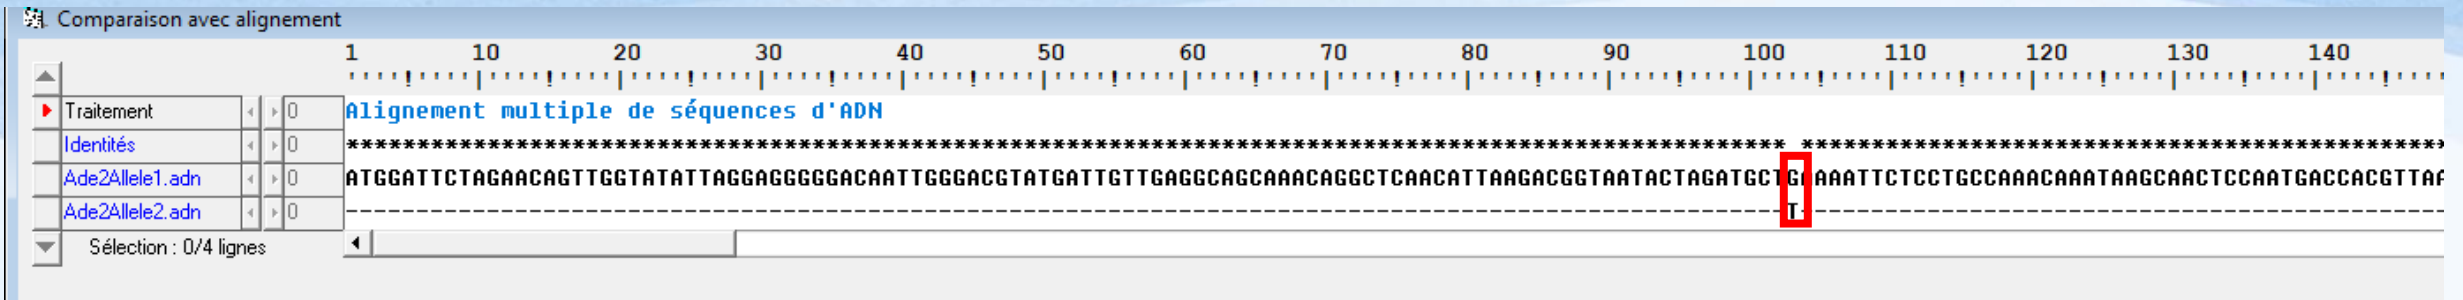 Comparaison avec alignement
1 10 20 30 40 50 60 70 80 90 100 110 120 130 140
Traitement 0 Alignement multiple de séquences d'ADN
Identités 0 ****************************************************************************************************** **********************************************
Ade2Allele1.adn 0 ATGGATTCTAGAACAGTTGGTATATTAGGAGGGGGACAATTGGGACGTATGATTGTTGAGGCAGCAAACAGGCTCAACATTAAGACGGTAATACTAGATGCTGAAAATTCTCCTGCCAAACAAATAAGCAACTCCAATGACCACGTTAA
Ade2Allele2.adn 0 ------------------------------------------------------------------------------------------------------T----------------------------------------------
Sélection : 0/4 lignes